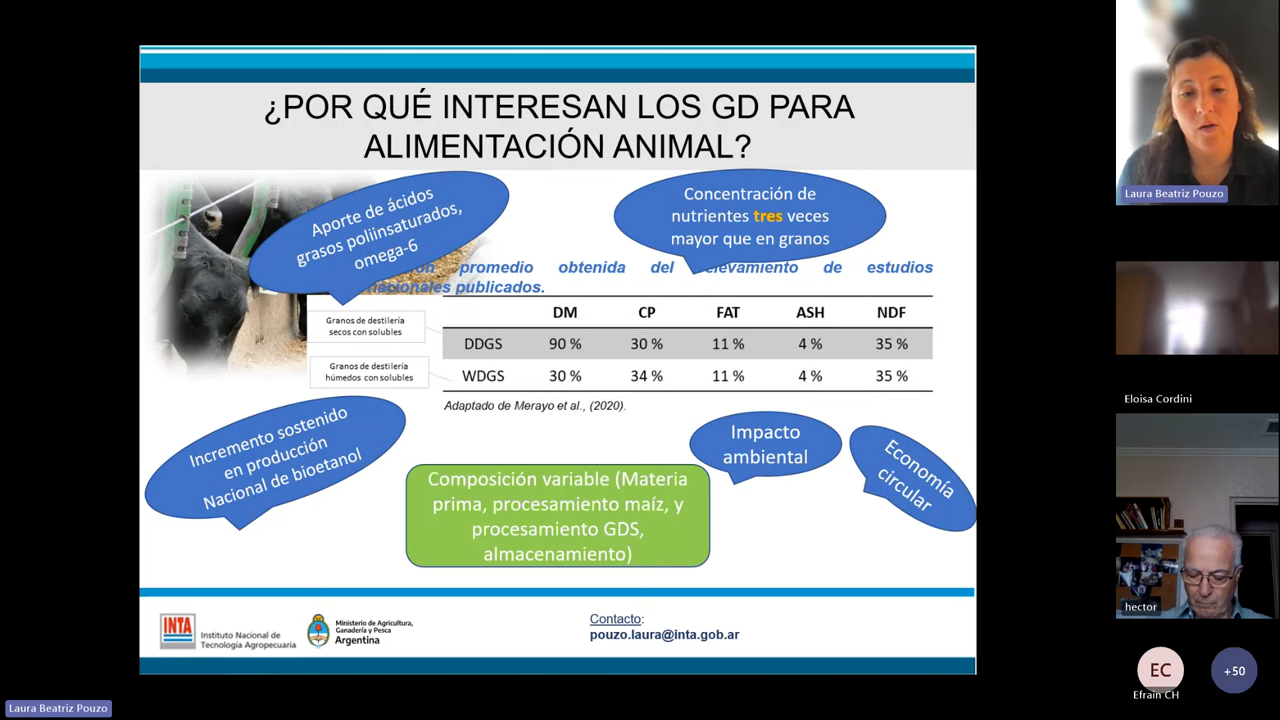 ¿POR QUÉ INTERESAN LOS GD PARA
ALIMENTACIÓN ANIMAL?
Aporte de ácidos
grasos poliinsaturados,
omega-6
Concentración de
nutrientes tres veces
mayor que en granos
promedio obtenida del relevamiento de estudios
nacionales publicados.
DM CP FAT ASH NDF
Granos de destilería
secos con solubles
DDGS 90 % 30 % 11 % 4 % 35 %
Granos de destilería
húmedos con solubles
WDGS 30 % 34 % 11 % 4 % 35 %
Adaptado de Merayo et al., (2020).
Incremento sostenido
en producción
Nacional de bioetanol
Composición variable (Materia
prima, procesamiento maíz, y
procesamiento GDS,
almacenamiento)
Impacto
ambiental
Economía
circular
INTA
Instituto Nacional de
Tecnología Agropecuaria
Ministerio de Agricultura,
Ganadería y Pesca
Argentina
Contacto:
pouzo.laura@inta.gob.ar
Laura Beatriz Pouzo
Eloisa Cordini
hector
EC
Efrain CH
+50
Laura Beatriz Pouzo